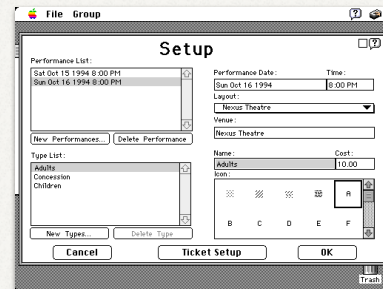 File Group
Setup
Performance List:
Sat Oct 15 1994 8:00 PM
Sun Oct 16 1994 8:00 PM
New Performances... Delete Performance
Type List:
Adults
Concession
Children
New Types... Delete Type
Performance Date: Time:
Sun Oct 16 1994 8:00 PM
Layout:
Nexus Theatre
Venue:
Nexus Theatre
Name: Cost:
Adults 10.00
Icon:
A
B C D E F
Cancel Ticket Setup OK
Trash